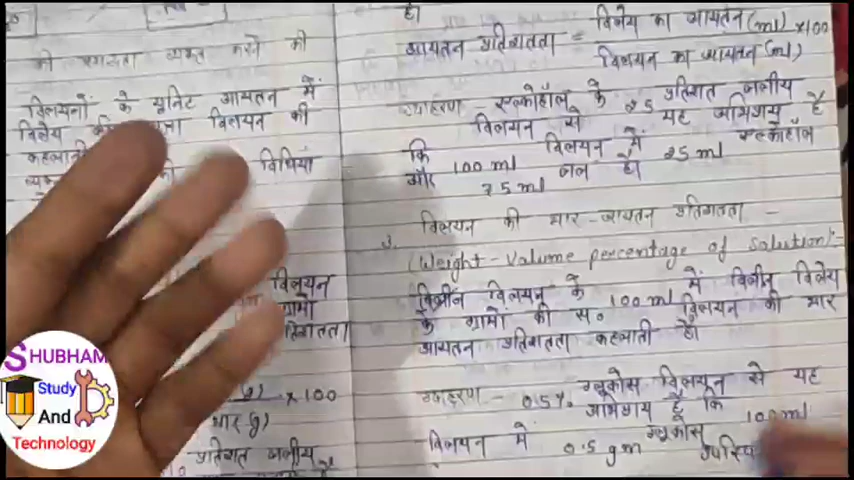 की सान्द्रता व्यक्त करने की
विलयनों के यूनिट आयतन में
विलेय की विलयन की
कहलाती
विधियां
विलयन
ग्रामों
x 100
भार (g)
प्रतिशत जलीय
है।
आयतन प्रतिशतता = विलेय का आयतन (ml) x100
विलयन का आयतन (ml)
उदाहरण - एल्कोहॉल के 25 प्रतिशत जलीय
विलयन से यह अभिप्राय है
कि 100 ml विलयन में 25 ml एल्कोहॉल
और 75 ml जल है।
3. विलयन की भार-आयतन प्रतिशतता -
(Weight-Volume percentage of solution):-
किसी विलयन के 100 ml में विलीन विलेय
के ग्रामों की सं० विलयन की भार
आयतन प्रतिशतता कहलाती है।
उदाहरण - 0.5% ग्लूकोस विलयन से यह
अभिप्राय है कि 100 ml
विलयन में 0.5 gm ग्लूकोस
SHUBHAM
Study
And
Technology